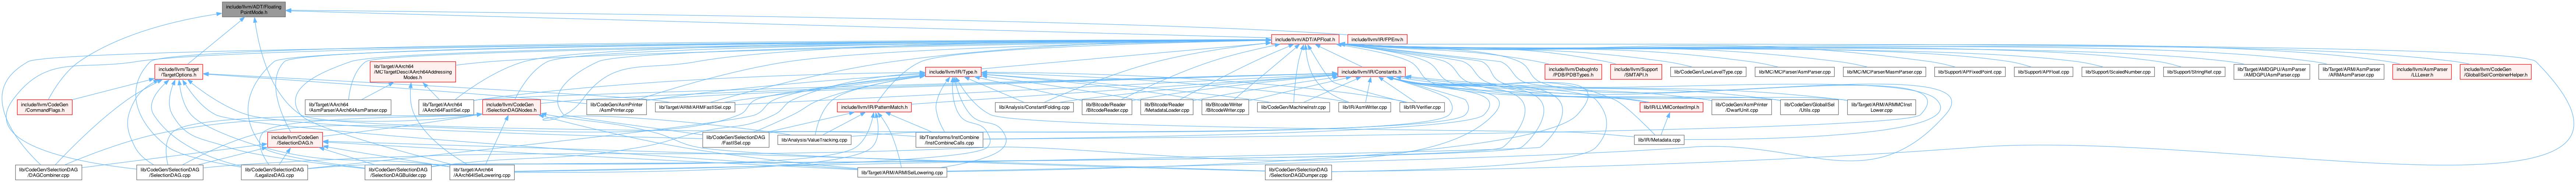 include/llvm/ADT/Floating
PointMode.h
include/llvm/ADT/APFloat.h
include/llvm/IR/FPEnv.h
include/llvm/Target
/TargetOptions.h
lib/Target/AArch64
/MCTargetDesc/AArch64Addressing
Modes.h
include/llvm/IR/Type.h
include/llvm/IR/Constants.h
include/llvm/DebugInfo
/PDB/PDBTypes.h
include/llvm/Support
/SMTAPI.h
lib/CodeGen/LowLevelType.cpp
lib/MC/MCParser/AsmParser.cpp
lib/MC/MCParser/MasmParser.cpp
lib/Support/APFixedPoint.cpp
lib/Support/APFloat.cpp
lib/Support/ScaledNumber.cpp
lib/Support/StringRef.cpp
lib/Target/AMDGPU/AsmParser
/AMDGPUAsmParser.cpp
lib/Target/ARM/AsmParser
/ARMAsmParser.cpp
include/llvm/AsmParser
/LLLexer.h
include/llvm/CodeGen
/GlobalISel/CombinerHelper.h
include/llvm/CodeGen
/CommandFlags.h
lib/Target/AArch64
/AsmParser/AArch64AsmParser.cpp
lib/Target/AArch64
/AArch64FastISel.cpp
include/llvm/CodeGen
/SelectionDAGNodes.h
lib/CodeGen/AsmPrinter
/AsmPrinter.cpp
lib/Target/ARM/ARMFastISel.cpp
include/llvm/IR/PatternMatch.h
lib/Analysis/ConstantFolding.cpp
lib/Bitcode/Reader
/BitcodeReader.cpp
lib/Bitcode/Reader
/MetadataLoader.cpp
lib/Bitcode/Writer
/BitcodeWriter.cpp
lib/CodeGen/MachineInstr.cpp
lib/IR/AsmWriter.cpp
lib/IR/Verifier.cpp
lib/IR/LLVMContextImpl.h
lib/CodeGen/AsmPrinter
/DwarfUnit.cpp
lib/CodeGen/GlobalISel
/Utils.cpp
lib/Target/ARM/ARMMCInst
Lower.cpp
include/llvm/CodeGen
/SelectionDAG.h
lib/CodeGen/SelectionDAG
/FastISel.cpp
lib/Analysis/ValueTracking.cpp
lib/Transforms/InstCombine
/InstCombineCalls.cpp
lib/IR/Metadata.cpp
lib/CodeGen/SelectionDAG
/DAGCombiner.cpp
lib/CodeGen/SelectionDAG
/SelectionDAG.cpp
lib/CodeGen/SelectionDAG
/LegalizeDAG.cpp
lib/CodeGen/SelectionDAG
/SelectionDAGBuilder.cpp
lib/Target/AArch64
/AArch64ISelLowering.cpp
lib/Target/ARM/ARMISelLowering.cpp
lib/CodeGen/SelectionDAG
/SelectionDAGDumper.cpp